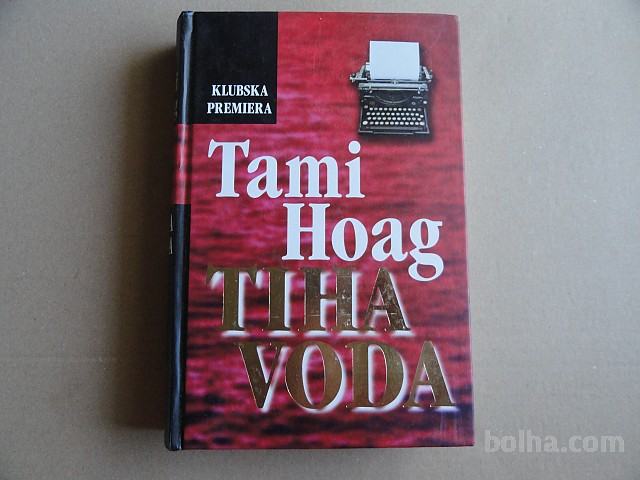 KLUBSKA
PREMIERA
Tami
Hoag
TIHA
VODA
bolha.com